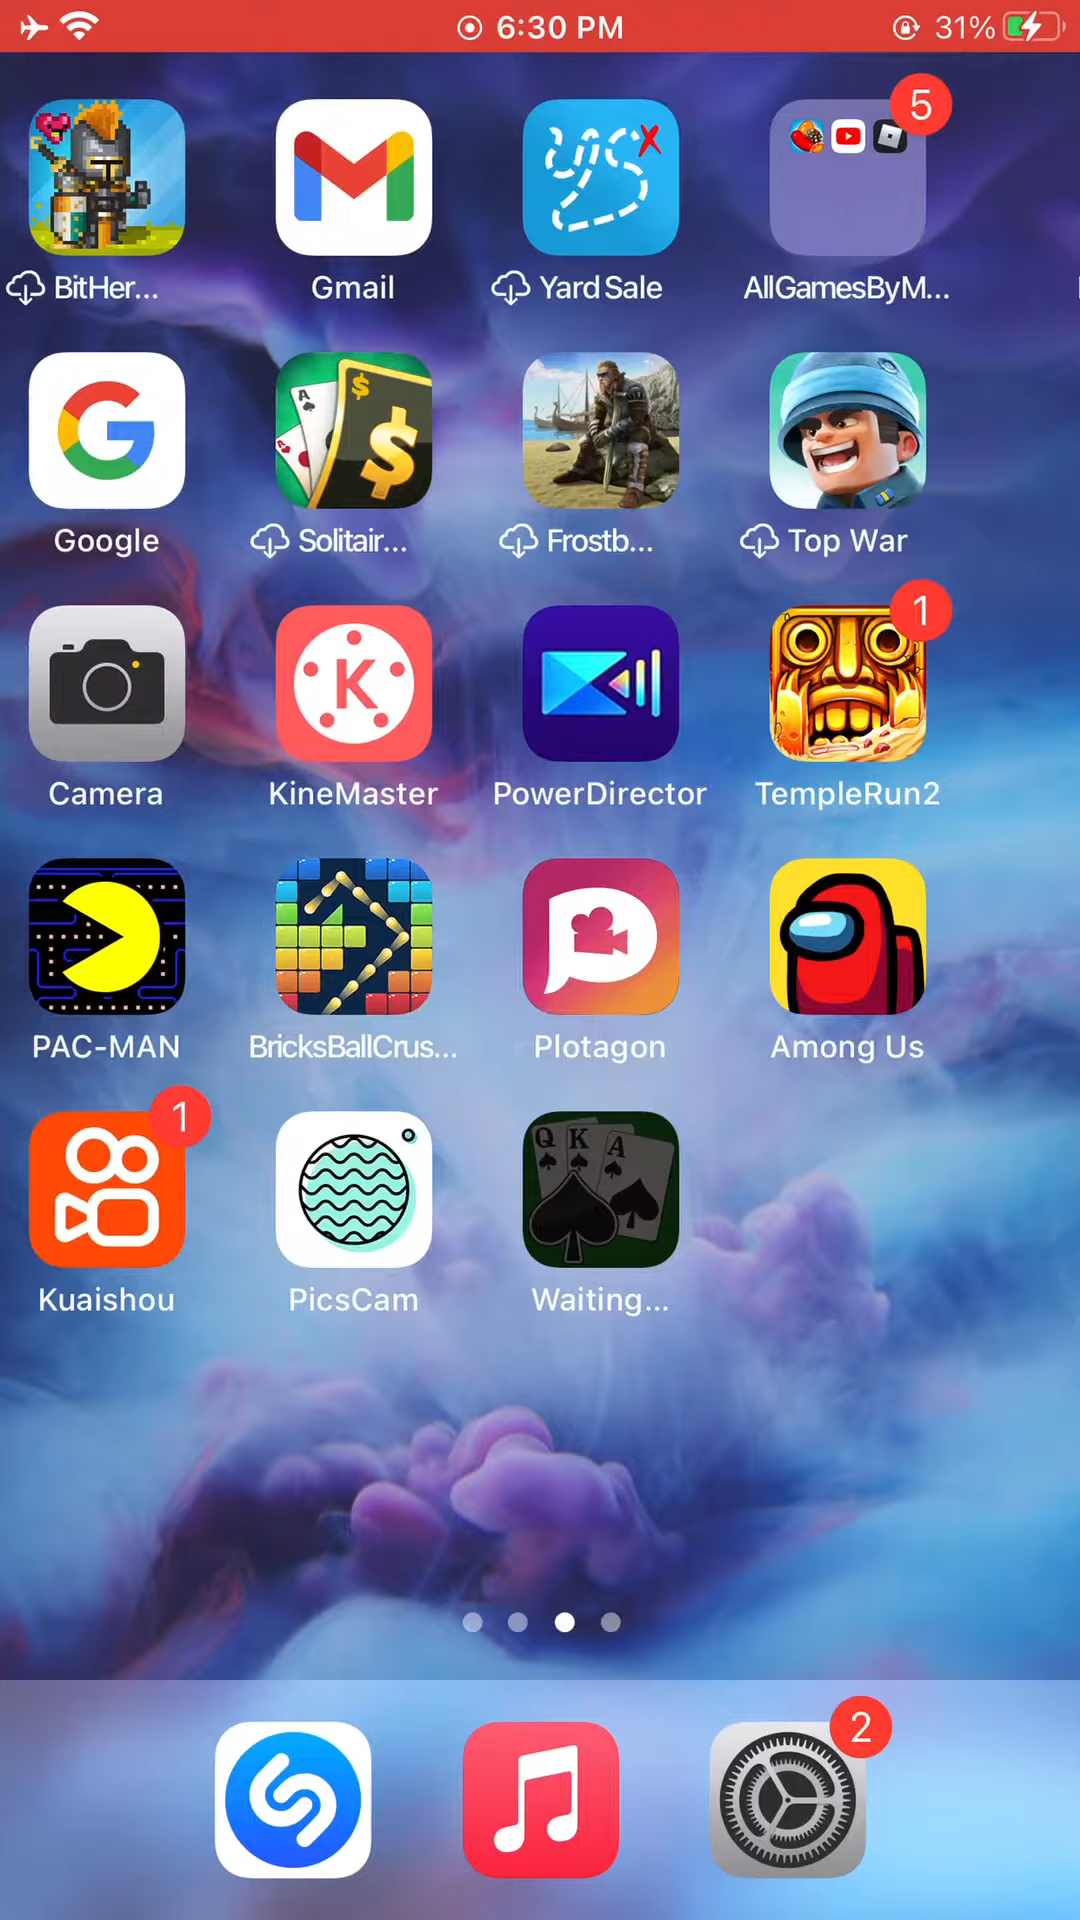 6:30 PM
31%
5
BitHer...
Gmail
Yard Sale
AllGamesByM...
Google
Solitair...
Frostb...
Top War
1
Camera
KineMaster
PowerDirector
TempleRun2
PAC-MAN
BricksBallCrus...
Plotagon
Among Us
1
Q K A
Kuaishou
PicsCam
Waiting...
2